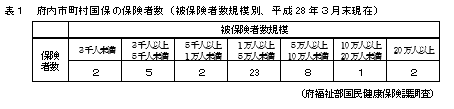 表１　府内市町村国保の保険者数（被保険者数規模別、平成28年３月末現在）
被保険者数規模
保険者数
3千人未満 3千人以上5千人未満 5千人以上1万人未満 1万人以上5万人未満 5万人以上10万人未満 10万人以上20万人未満 20万人以上
2 5 2 23 8 1 2
（府福祉部国民健康保険課調査）